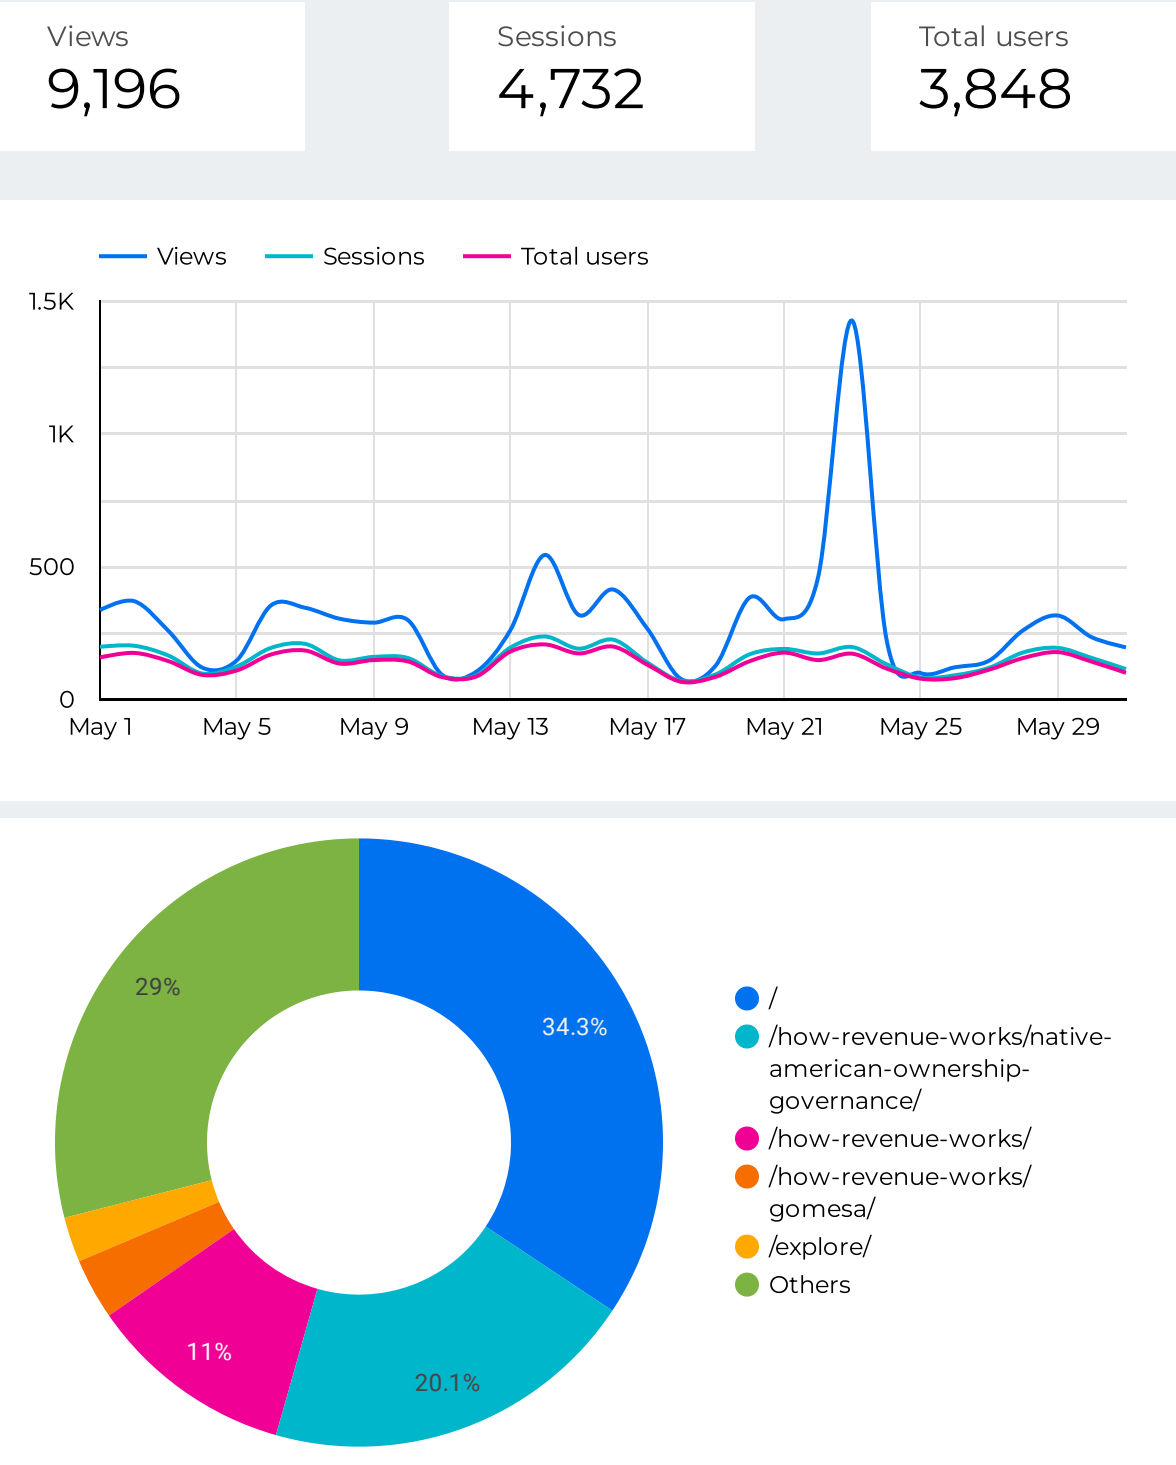 Views
9,196
Sessions
4,732
Total users
3,848
Views
Sessions
Total users
1.5K
1K
500
0
May 1
May 5
May 9
May 13
May 17
May 21
May 25
May 29
29%
34.3%
11%
20.1%
/
/how-revenue-works/native-
american-ownership-
governance/
/how-revenue-works/
/how-revenue-works/
gomesa/
/explore/
Others